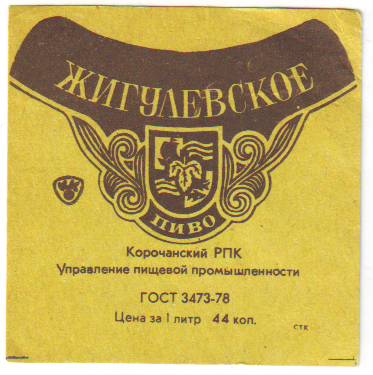 ЖИГУЛЕВСКОЕ
ПИВО
Корочанский РПК
Управление пищевой промышленности
ГОСТ 3473-78
Цена за 1 литр 44 коп.
СТК